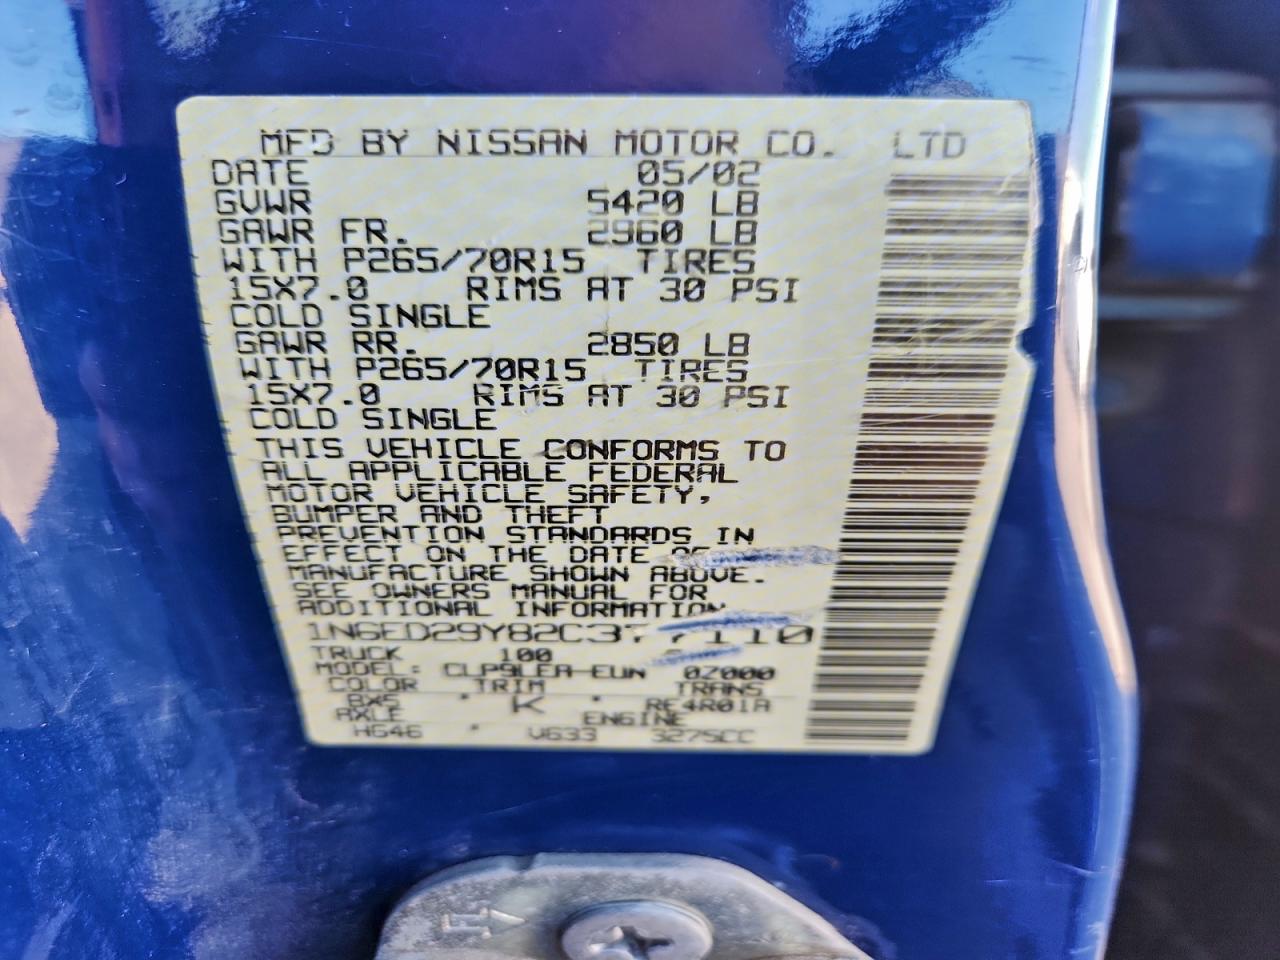 MFD BY NISSAN MOTOR CO. LTD
DATE 05/02
GVWR 5420 LB
GAWR FR. 2960 LB
WITH P265/70R15 TIRES
15X7.0 RIMS AT 30 PSI
COLD SINGLE
GAWR RR. 2850 LB
WITH P265/70R15 TIRES
15X7.0 RIMS AT 30 PSI
COLD SINGLE
THIS VEHICLE CONFORMS TO
ALL APPLICABLE FEDERAL
MOTOR VEHICLE SAFETY,
BUMPER AND THEFT
PREVENTION STANDARDS IN
EFFECT ON THE DATE OF
MANUFACTURE SHOWN ABOVE.
SEE OWNERS MANUAL FOR
ADDITIONAL INFORMATION
1N6ED29Y82C377110
TRUCK 100
MODEL: CLP9LEA-EUN 0Z000
COLOR TRIM TRANS
BX5 * K * RE4R01A
AXLE ENGINE
H646 * V633 3275CC